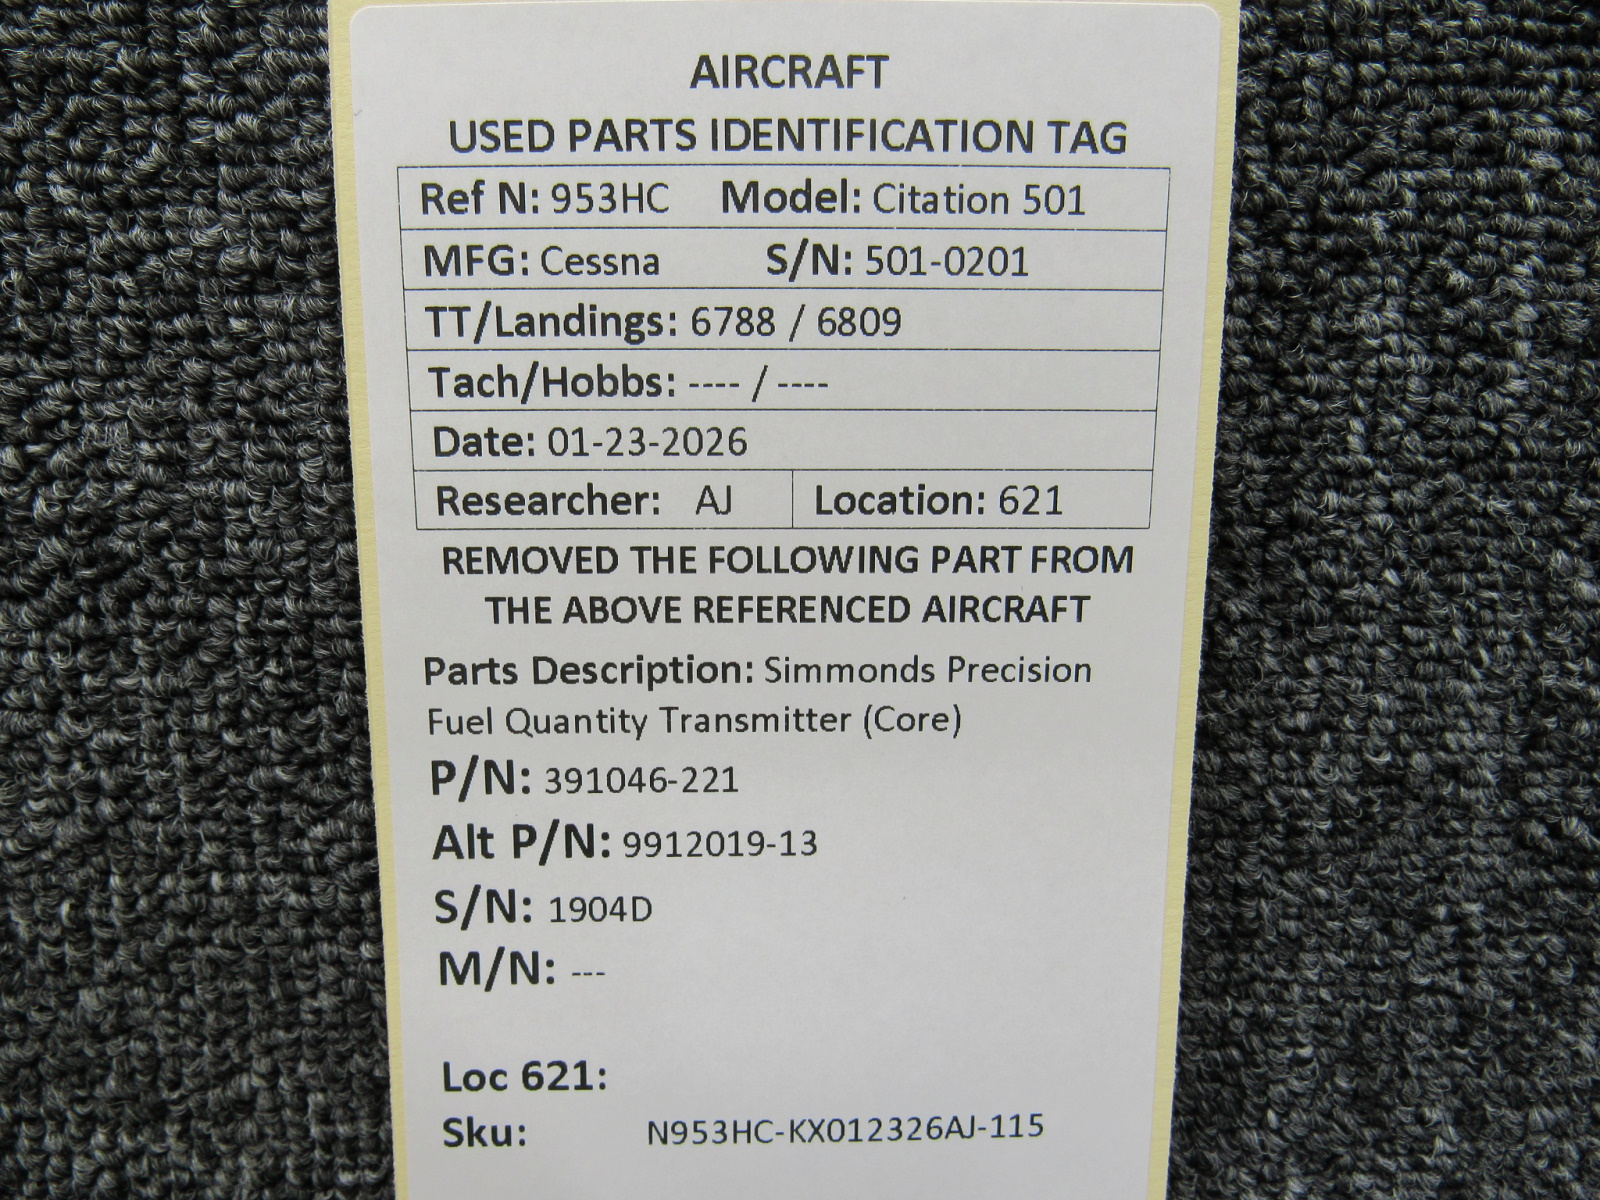 AIRCRAFT
USED PARTS IDENTIFICATION TAG
Ref N: 953HC Model: Citation 501
MFG: Cessna S/N: 501-0201
TT/Landings: 6788 / 6809
Tach/Hobbs: ---- / ----
Date: 01-23-2026
Researcher: AJ Location: 621
REMOVED THE FOLLOWING PART FROM
THE ABOVE REFERENCED AIRCRAFT
Parts Description: Simmonds Precision
Fuel Quantity Transmitter (Core)
P/N: 391046-221
Alt P/N: 9912019-13
S/N: 1904D
M/N: ---
Loc 621:
Sku: N953HC-KX012326AJ-115